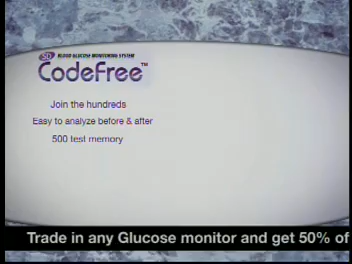 SD BLOOD GLUCOSE MONITORING SYSTEM
CodeFree™
Join the hundreds
Easy to analyze before & after
500 test memory
Trade in any Glucose monitor and get 50% of